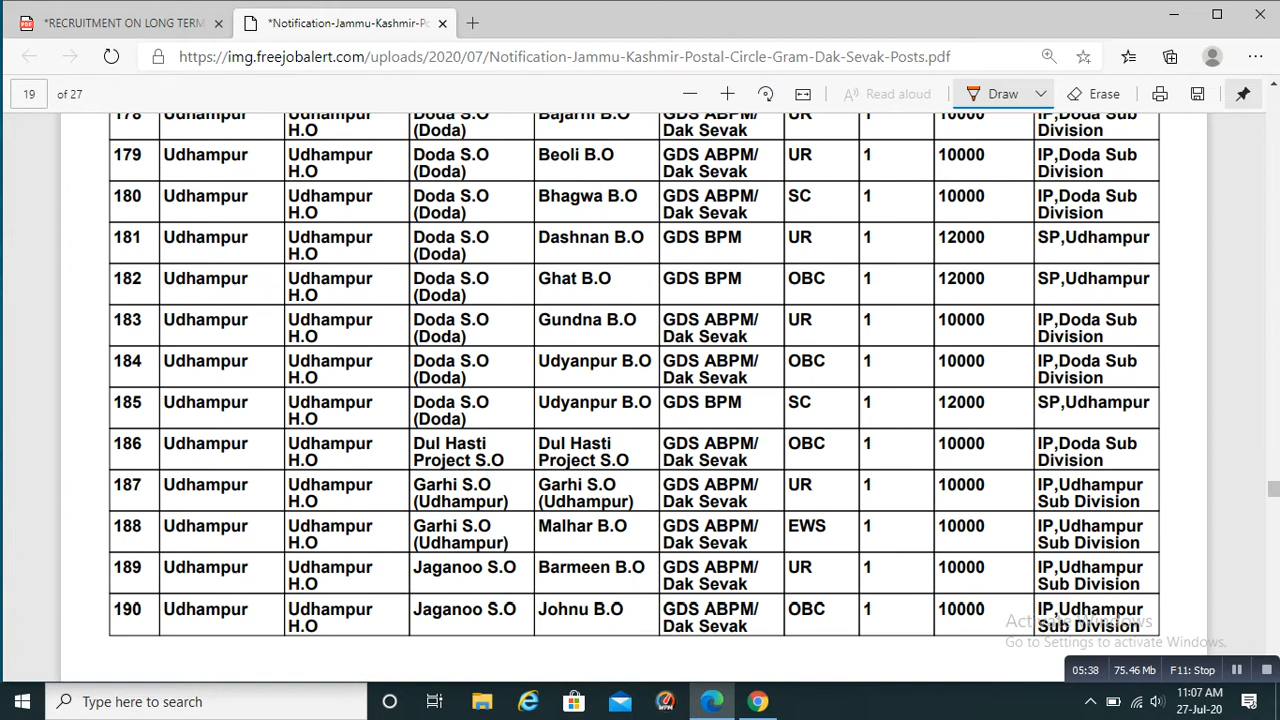 *RECRUITMENT ON LONG TERM
*Notification-Jammu-Kashmir-Po
https://img.freejobalert.com/uploads/2020/07/Notification-Jammu-Kashmir-Postal-Circle-Gram-Dak-Sevak-Posts.pdf
19 of 27
Read aloud
Draw
Erase
178 Udhampur Udhampur Doda S.O Bajarni B.O GDS ABPM/ UR 1 10000 IP,Doda Sub
H.O (Doda) Dak Sevak Division
179 Udhampur Udhampur Doda S.O Beoli B.O GDS ABPM/ UR 1 10000 IP,Doda Sub
H.O (Doda) Dak Sevak Division
180 Udhampur Udhampur Doda S.O Bhagwa B.O GDS ABPM/ SC 1 10000 IP,Doda Sub
H.O (Doda) Dak Sevak Division
181 Udhampur Udhampur Doda S.O Dashnan B.O GDS BPM UR 1 12000 SP,Udhampur
H.O (Doda)
182 Udhampur Udhampur Doda S.O Ghat B.O GDS BPM OBC 1 12000 SP,Udhampur
H.O (Doda)
183 Udhampur Udhampur Doda S.O Gundna B.O GDS ABPM/ UR 1 10000 IP,Doda Sub
H.O (Doda) Dak Sevak Division
184 Udhampur Udhampur Doda S.O Udyanpur B.O GDS ABPM/ OBC 1 10000 IP,Doda Sub
H.O (Doda) Dak Sevak Division
185 Udhampur Udhampur Doda S.O Udyanpur B.O GDS BPM SC 1 12000 SP,Udhampur
H.O (Doda)
186 Udhampur Udhampur Dul Hasti Dul Hasti GDS ABPM/ OBC 1 10000 IP,Doda Sub
H.O Project S.O Project S.O Dak Sevak Division
187 Udhampur Udhampur Garhi S.O Garhi S.O GDS ABPM/ UR 1 10000 IP,Udhampur
H.O (Udhampur) (Udhampur) Dak Sevak Sub Division
188 Udhampur Udhampur Garhi S.O Malhar B.O GDS ABPM/ EWS 1 10000 IP,Udhampur
H.O (Udhampur) Dak Sevak Sub Division
189 Udhampur Udhampur Jaganoo S.O Barmeen B.O GDS ABPM/ UR 1 10000 IP,Udhampur
H.O Dak Sevak Sub Division
190 Udhampur Udhampur Jaganoo S.O Johnu B.O GDS ABPM/ OBC 1 10000 IP,Udhampur
H.O Dak Sevak Sub Division
Activate Windows
Go to Settings to activate Windows.
05:38 75.46 Mb F11: Stop
Type here to search
11:07 AM
27-Jul-20